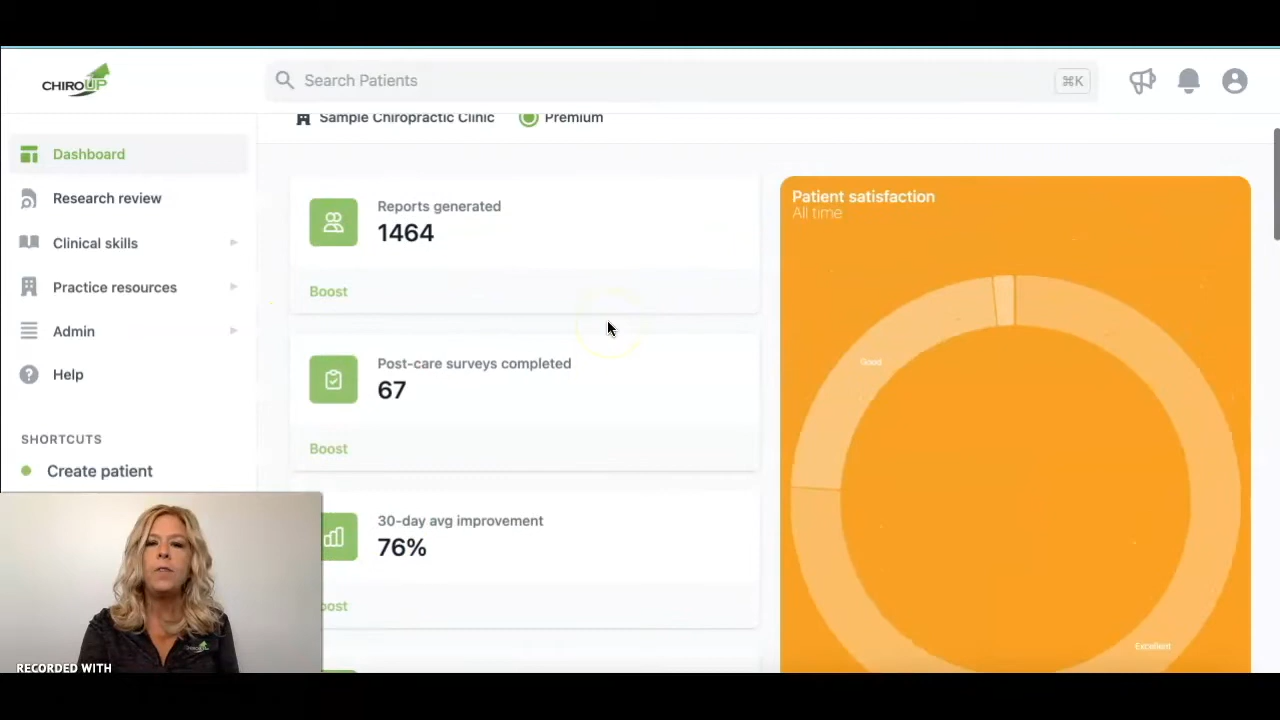 CHIROUP
Search Patients
⌘K
Sample Chiropractic Clinic
Premium
Dashboard
Research review
Clinical skills
Practice resources
Admin
Help
SHORTCUTS
Create patient
Reports generated
1464
Boost
Post-care surveys completed
67
Boost
30-day avg improvement
76%
oost
Patient satisfaction
All time
Good
Excellent
RECORDED WITH